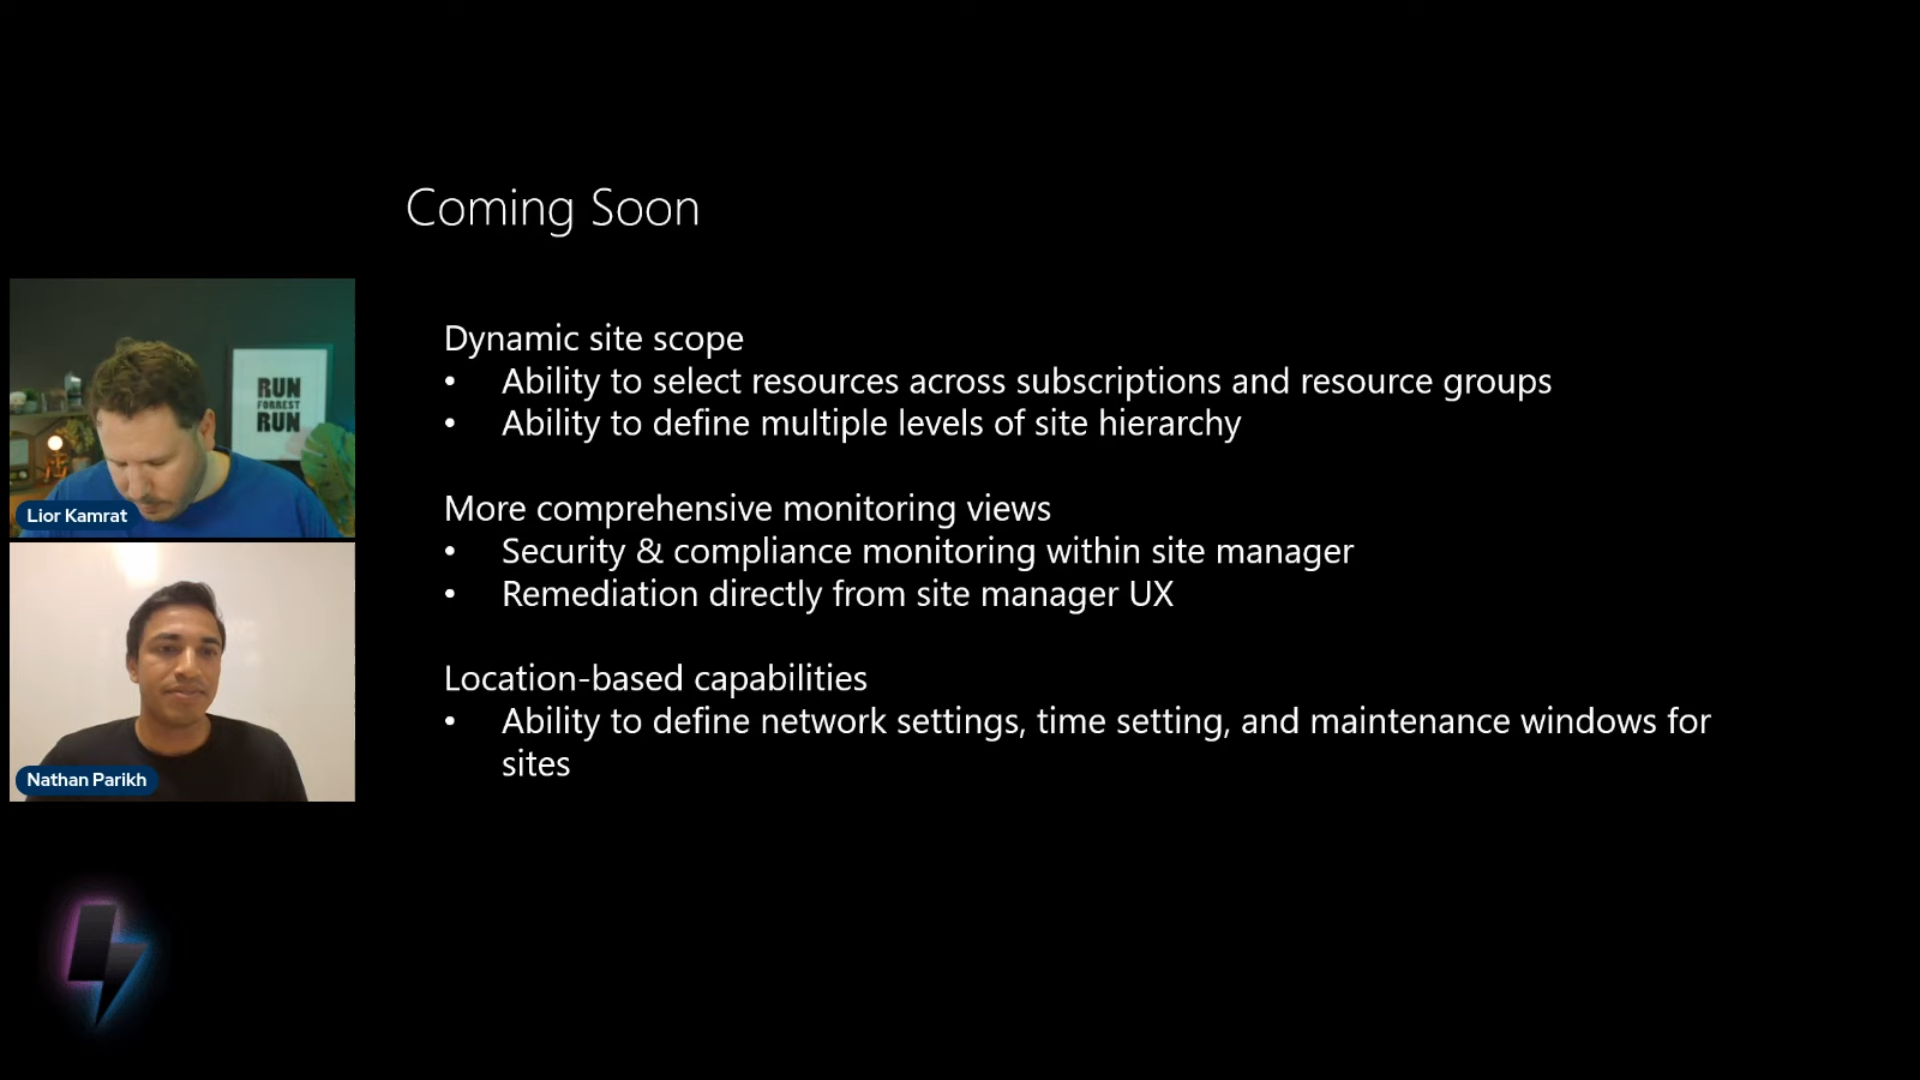 Coming Soon
Dynamic site scope
• Ability to select resources across subscriptions and resource groups
• Ability to define multiple levels of site hierarchy
More comprehensive monitoring views
• Security & compliance monitoring within site manager
• Remediation directly from site manager UX
Location-based capabilities
• Ability to define network settings, time setting, and maintenance windows for
sites
RUN
FORREST
RUN
Lior Kamrat
Nathan Parikh